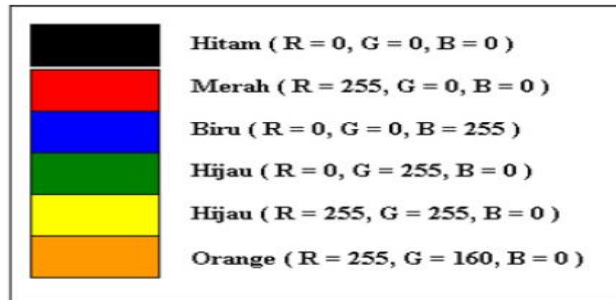 Hitam ( R = 0, G = 0, B = 0 )
Merah ( R = 255, G = 0, B = 0 )
Biru ( R = 0, G = 0, B = 255 )
Hijau ( R = 0, G = 255, B = 0 )
Hijau ( R = 255, G = 255, B = 0 )
Orange ( R = 255, G = 160, B = 0 )